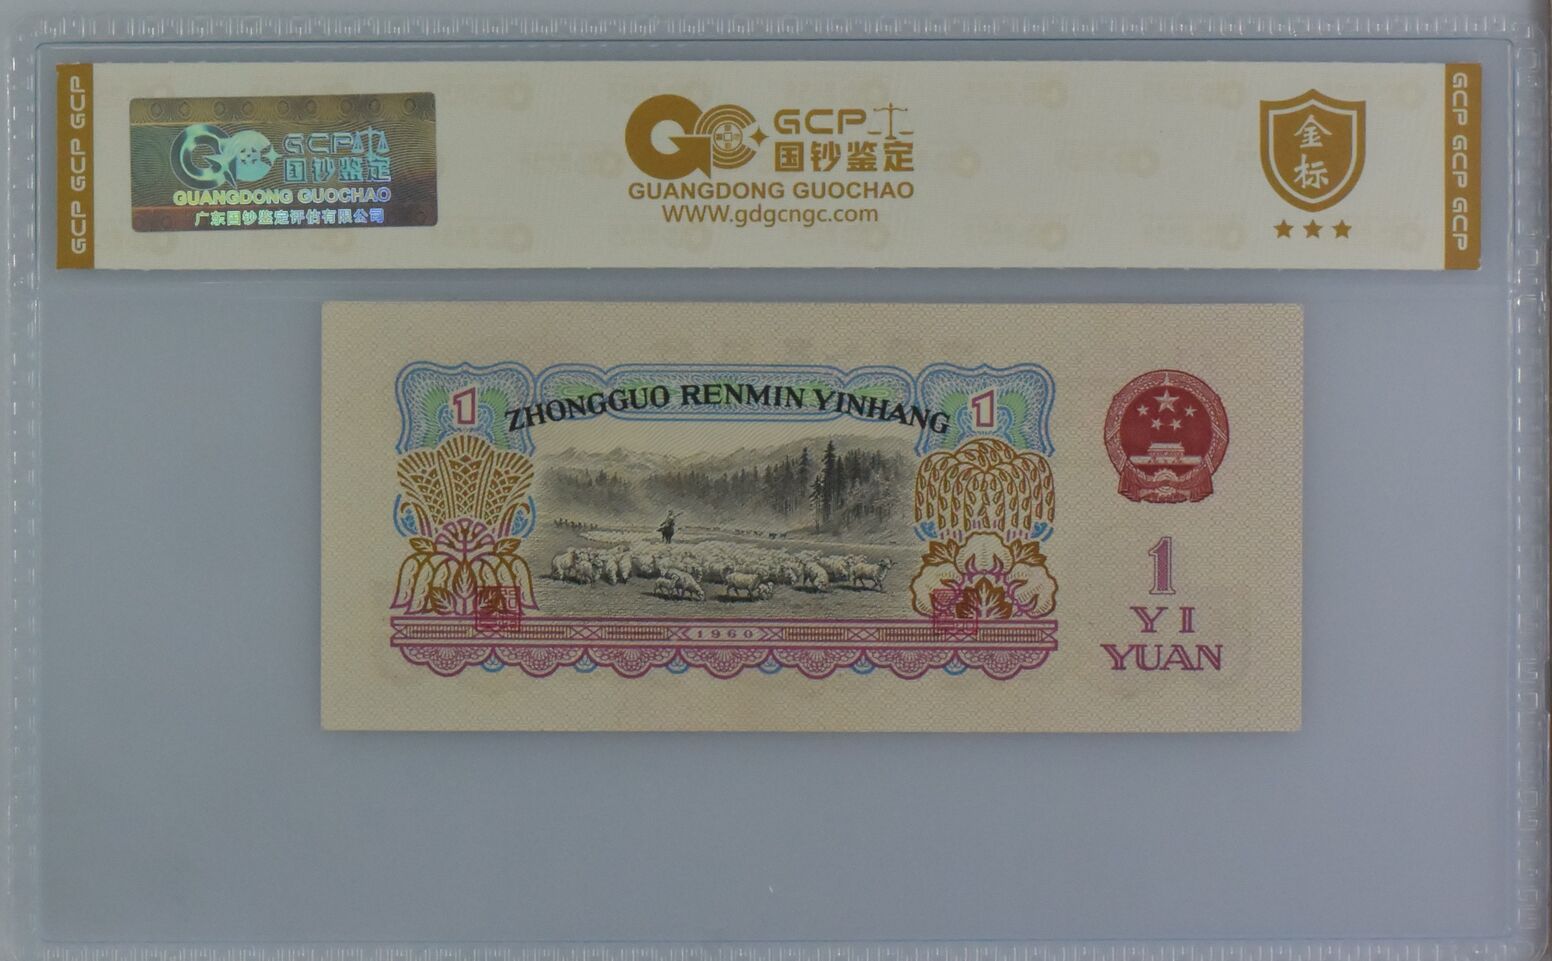 GCP GCP GCP
GCP
国钞鉴定
GUANGDONG GUOCHAO
广东国钞鉴定评估有限公司
GCP
国钞鉴定
GUANGDONG GUOCHAO
WWW.gdgcngc.com
金标
GCP GCP GCP
1
ZHONGGUO RENMIN YINHANG
1
1960
1
YI
YUAN